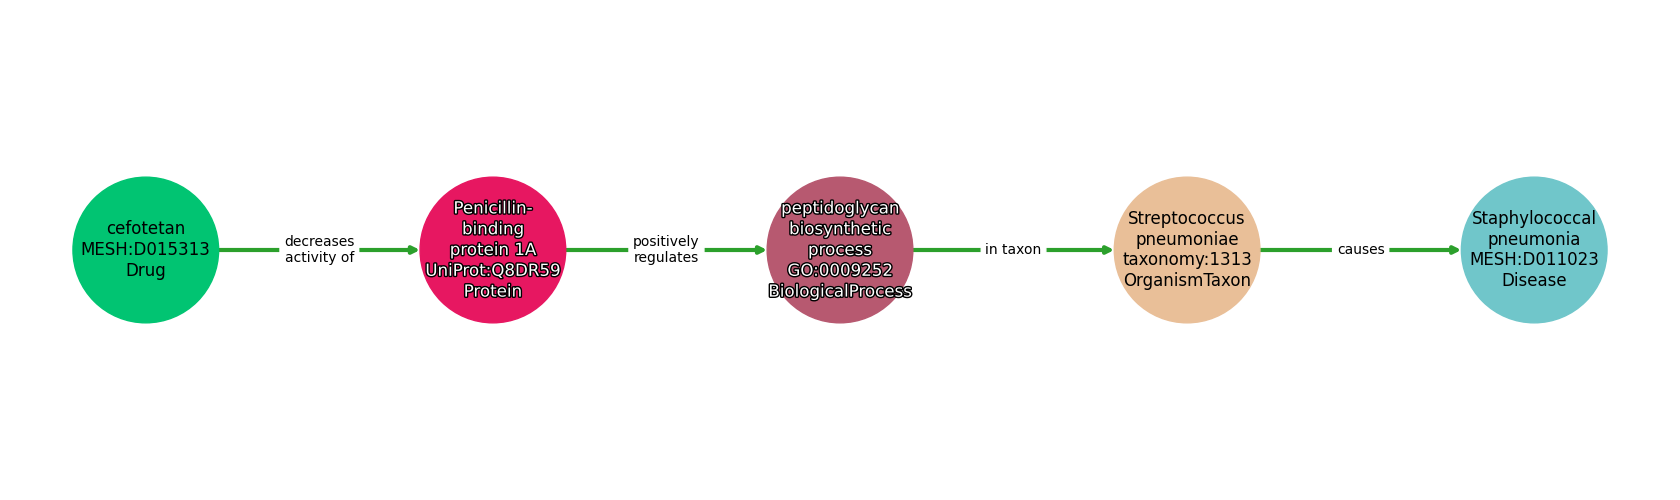 cefotetan
MESH:D015313
Drug
decreases
activity of
Penicillin-
binding
protein 1A
UniProt:Q8DR59
Protein
positively
regulates
peptidoglycan
biosynthetic
process
GO:0009252
BiologicalProcess
in taxon
Streptococcus
pneumoniae
taxonomy:1313
OrganismTaxon
causes
Staphylococcal
pneumonia
MESH:D011023
Disease